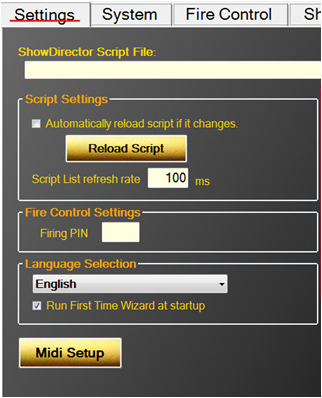 Settings System Fire Control Sh
ShowDirector Script File:
Script Settings
Automatically reload script if it changes.
Reload Script
Script List refresh rate 100 ms
Fire Control Settings
Firing PIN
Language Selection
English
Run First Time Wizard at startup
Midi Setup